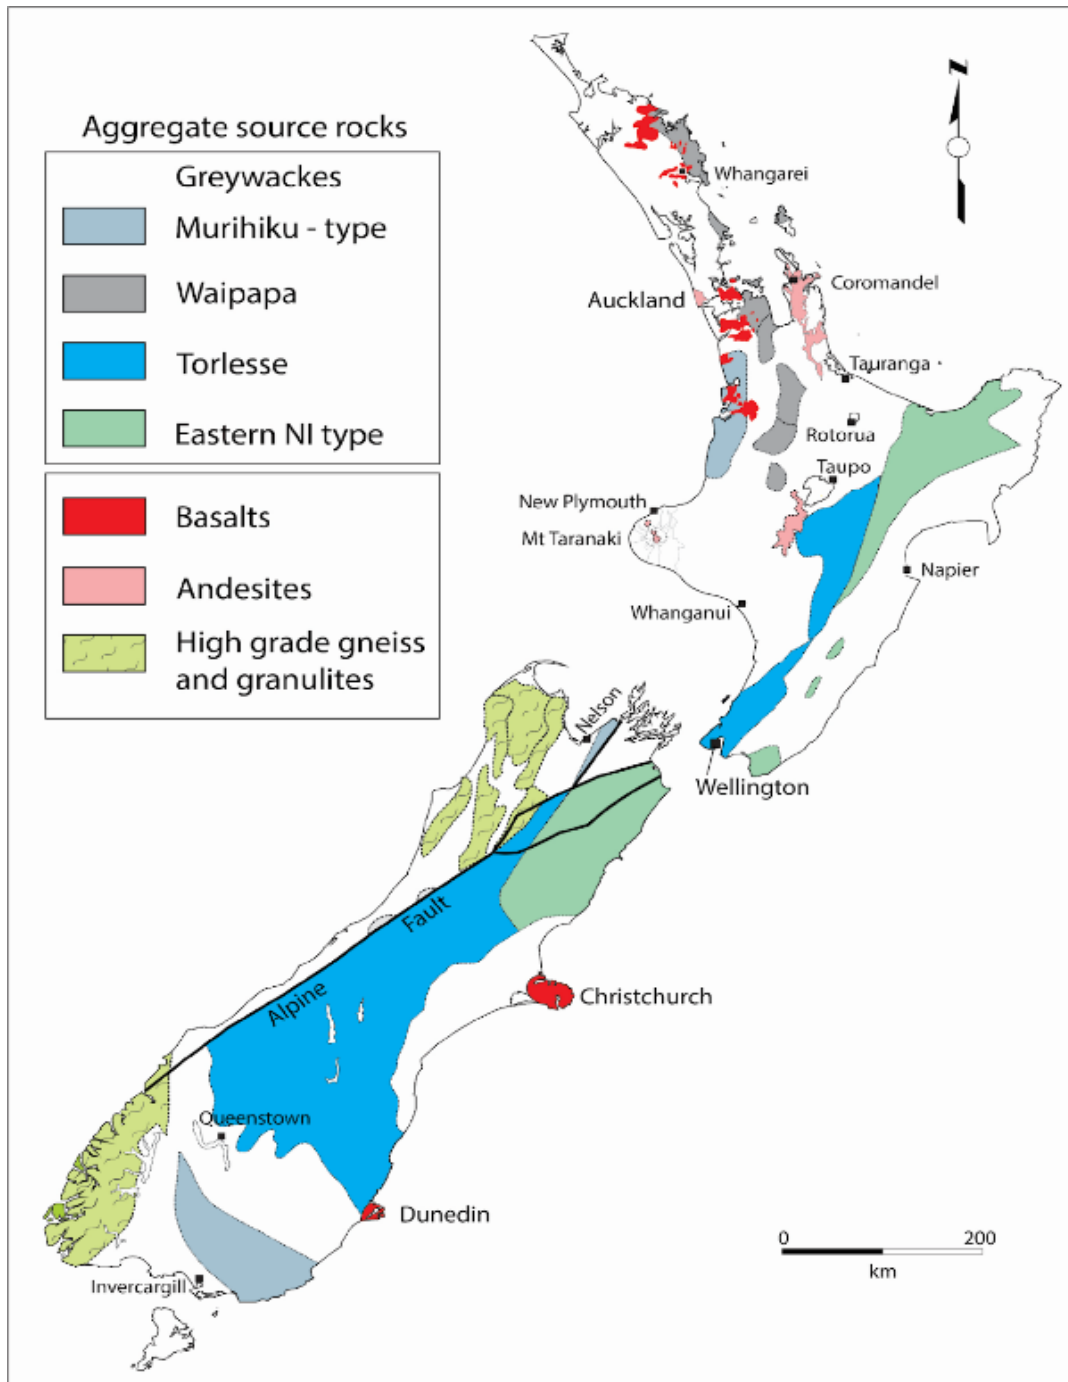 Aggregate source rocks
Greywackes
Murihiku - type
Waipapa
Torlesse
Eastern NI type
Basalts
Andesites
High grade gneiss
and granulites
N
Whangarei
Coromandel
Auckland
Tauranga
Rotorua
Taupo
New Plymouth
Mt Taranaki
Napier
Whanganui
Nelson
Wellington
Alpine Fault
Christchurch
Queenstown
Dunedin
Invercargill
0 200
km